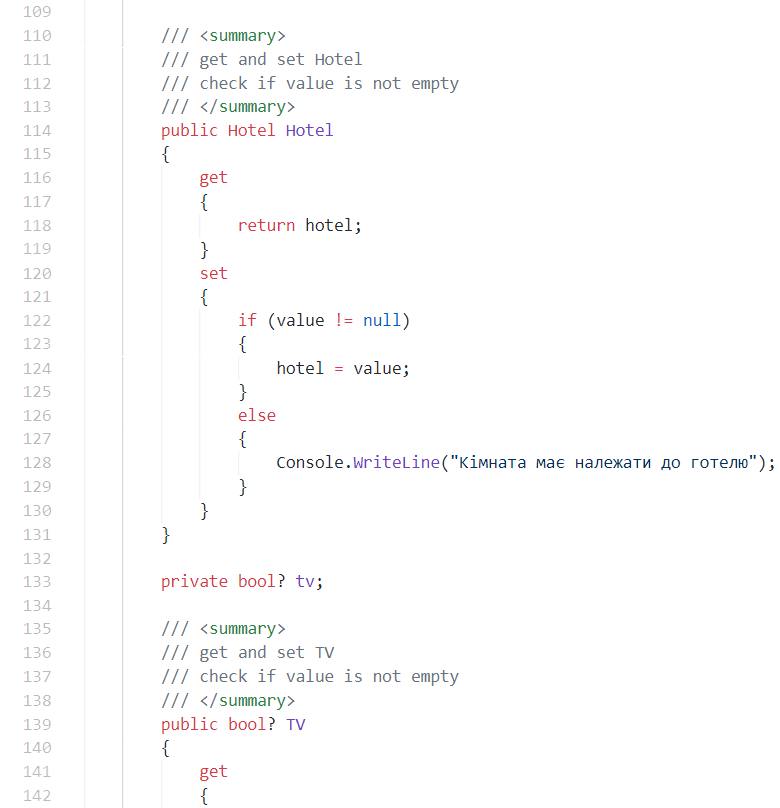 109
110 /// <summary>
111 /// get and set Hotel
112 /// check if value is not empty
113 /// </summary>
114 public Hotel Hotel
115 {
116 get
117 {
118 return hotel;
119 }
120 set
121 {
122 if (value != null)
123 {
124 hotel = value;
125 }
126 else
127 {
128 Console.WriteLine("Кімната має належати до готелю");
129 }
130 }
131 }
132
133 private bool? tv;
134
135 /// <summary>
136 /// get and set TV
137 /// check if value is not empty
138 /// </summary>
139 public bool? TV
140 {
141 get
142 {